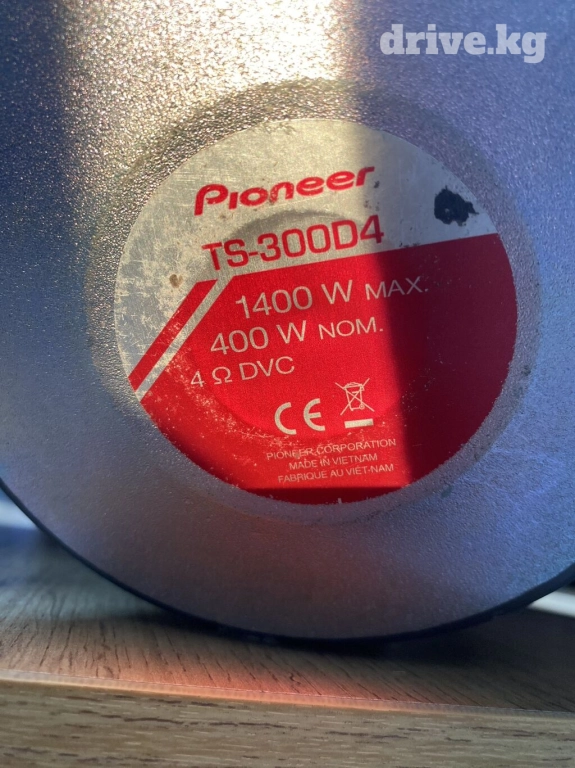 drive.kg
Pioneer
TS-300D4
1400 W MAX.
400 W NOM.
4 Ω DVC
CE
PIONEER CORPORATION
MADE IN VIETNAM
FABRIQUE AU VIÊT-NAM